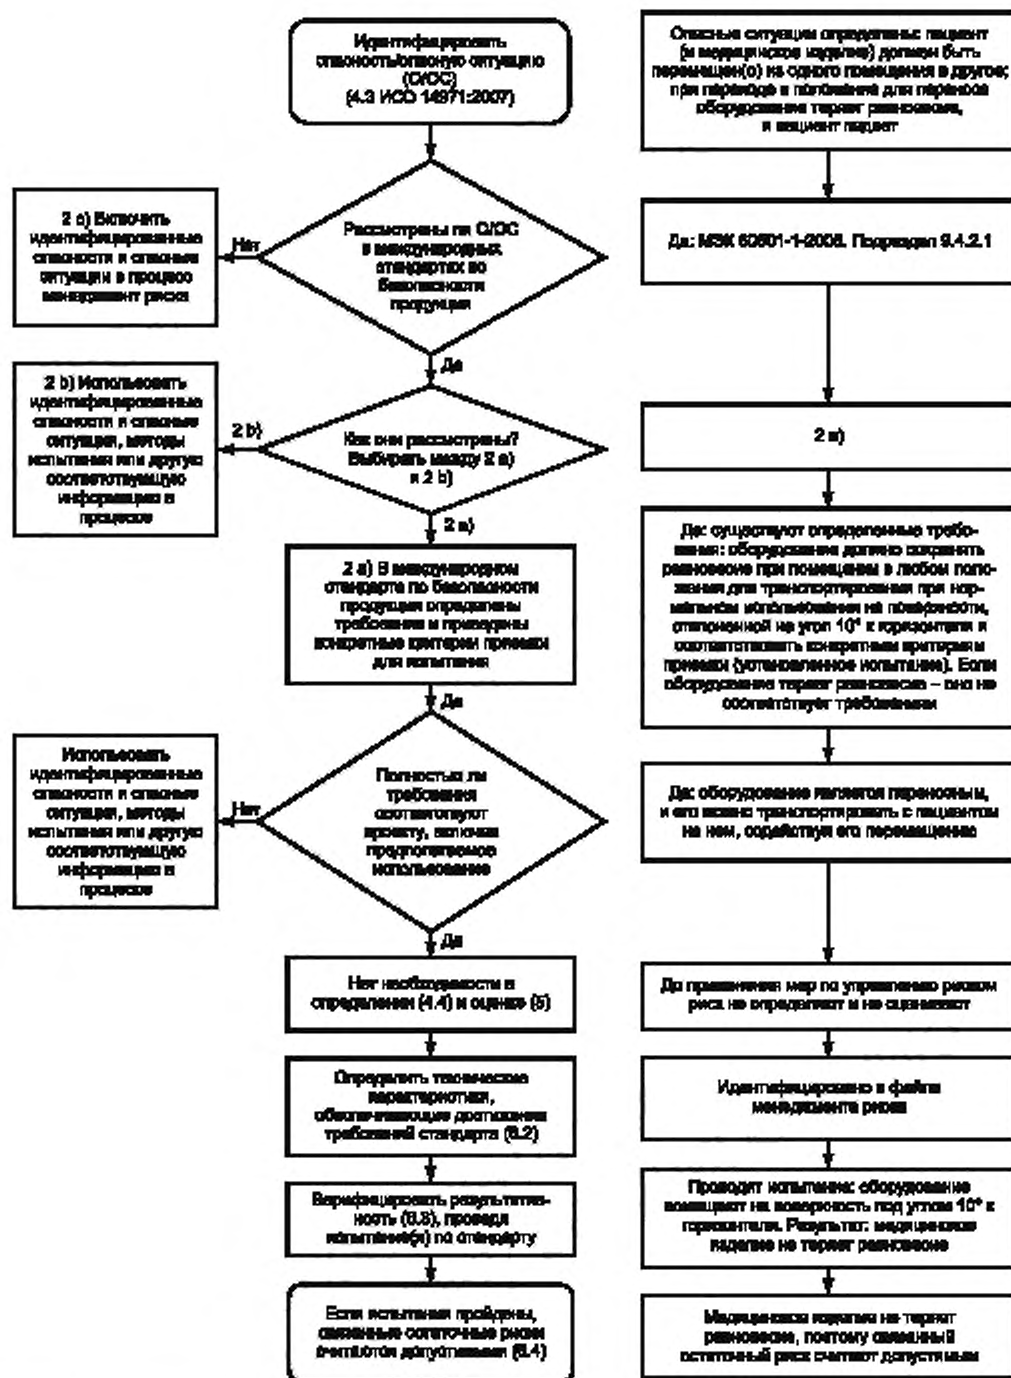 Идентифицировать
опасность/опасную ситуацию
(О/ОС)
(4.3 ИСО 14971:2007)
Рассмотрены ли О/ОС
в международных
стандартах по
безопасности
продукции
Нет
2 c) Включить
идентифицированные
опасности и опасные
ситуации в процесс
менеджмент риска
Да
Как они рассмотрены?
Выбирать между 2 a)
и 2 b)
2 b)
2 b) Использовать
идентифицированные
опасности и опасные
ситуации, методы
испытания или другую
соответствующую
информацию в
процессе
2 a)
2 a) В международном
стандарте по безопасности
продукции определены
требования и приведены
конкретные критерии приемки
для испытания
Да
Полностью ли
требования
соответствуют
проекту, включая
предполагаемое
использование
Нет
Использовать
идентифицированные
опасности и опасные
ситуации, методы
испытания или другую
соответствующую
информацию в
процессе
Да
Нет необходимости в
определении (4.4) и оценке (5)
Определить технические
характеристики,
обеспечивающие достижение
требований стандарта (6.2)
Верифицировать результатив-
ность (6.3), проведя
испытание(я) по стандарту
Если испытания пройдены,
связанные остаточные риски
считаются допустимыми (6.4)
Опасные ситуации определены: пациент
(и медицинское изделие) должен быть
перемещен(о) из одного помещения в другое;
при переходе в положение для переноса
оборудование теряет равновесие,
и пациент падает
Да: МЭК 60601-1-2005. Подраздел 9.4.2.1
2 a)
Да: существуют определенные требо-
вания: оборудование должно сохранять
равновесие при помещении в любом поло-
жении для транспортирования при нор-
мальном использовании на поверхности,
отклоненной на угол 10° к горизонтали и
соответствовать конкретным критериям
приемки (установленное испытание). Если
оборудование теряет равновесие – оно не
соответствует требованиям
Да: оборудование является переносным,
и его можно транспортировать с пациентом
на нем, содействуя его перемещению
До применения мер по управлению риском
риск не определяют и не оценивают
Идентифицировано в файле
менеджмента риска
Проводят испытание: оборудование
помещают на поверхность под углом 10° к
горизонтали. Результат: медицинское
изделие не теряет равновесие
Медицинское изделие не теряет
равновесие, поэтому связанный
остаточный риск считают допустимым